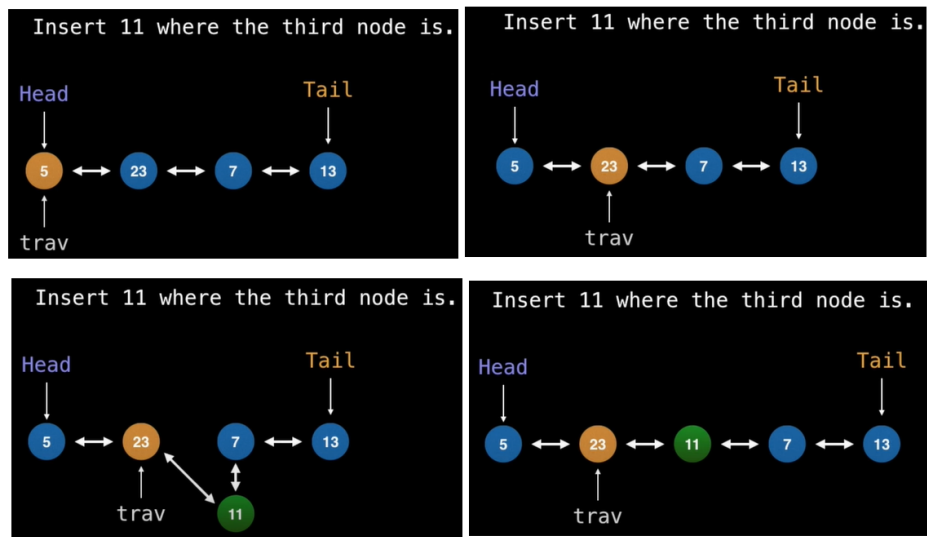 Insert 11 where the third node is.
Head
Tail
5 23 7 13
trav
Insert 11 where the third node is.
Head
Tail
5 23 7 13
trav
Insert 11 where the third node is.
Head
Tail
5 23 7 13
trav
11
Insert 11 where the third node is.
Head
Tail
5 23 11 7 13
trav